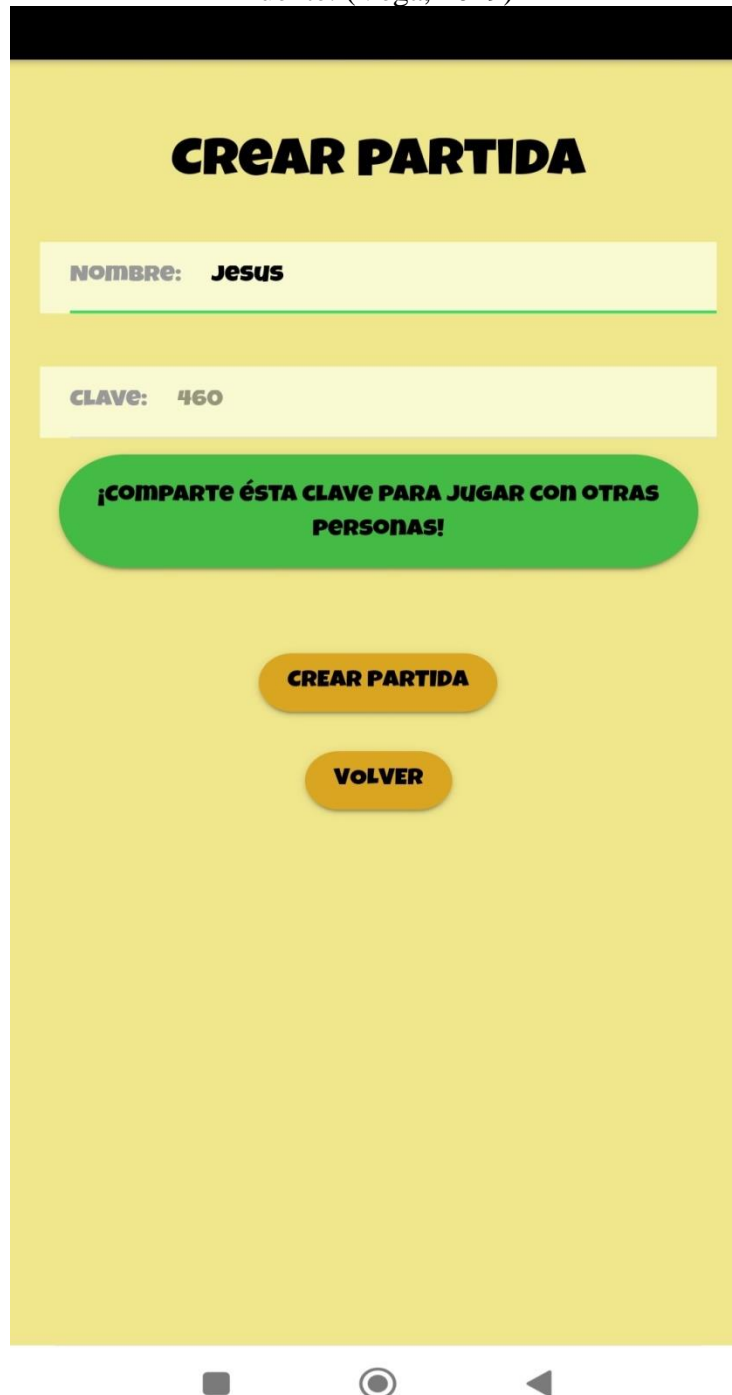 CREAR PARTIDA
NOMBRE: JESUS
CLAVE: 460
¡COMPARTE ÉSTA CLAVE PARA JUGAR CON OTRAS
PERSONAS!
CREAR PARTIDA
VOLVER